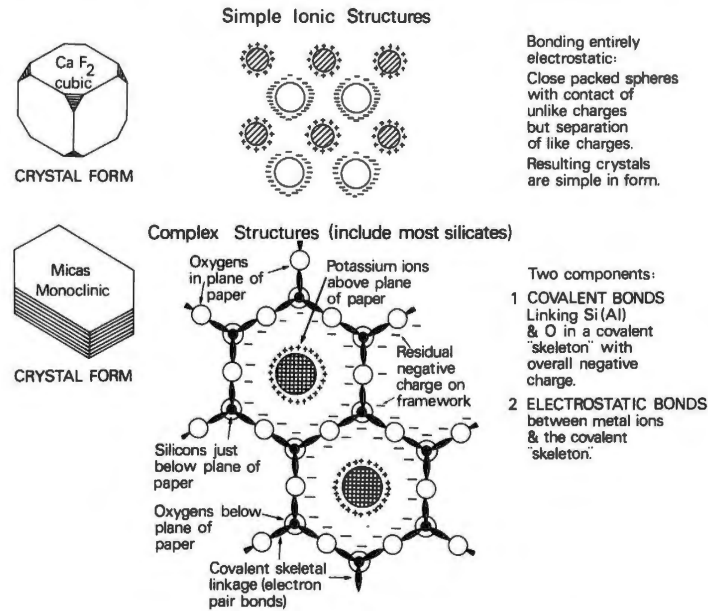 Simple Ionic Structures
Ca F2
cubic
CRYSTAL FORM
Bonding entirely
electrostatic:
Close packed spheres
with contact of
unlike charges
but separation
of like charges.
Resulting crystals
are simple in form.
Complex Structures (include most silicates)
Micas
Monoclinic
CRYSTAL FORM
Oxygens
in plane of
paper
Potassium ions
above plane
of paper
Residual
negative
charge on
framework
Silicons just
below plane of
paper
Oxygens below
plane of
paper
Covalent skeletal
linkage (electron
pair bonds)
Two components:
1 COVALENT BONDS
Linking Si (Al)
& O in a covalent
"skeleton" with
overall negative
charge.
2 ELECTROSTATIC BONDS
between metal ions
& the covalent
"skeleton."